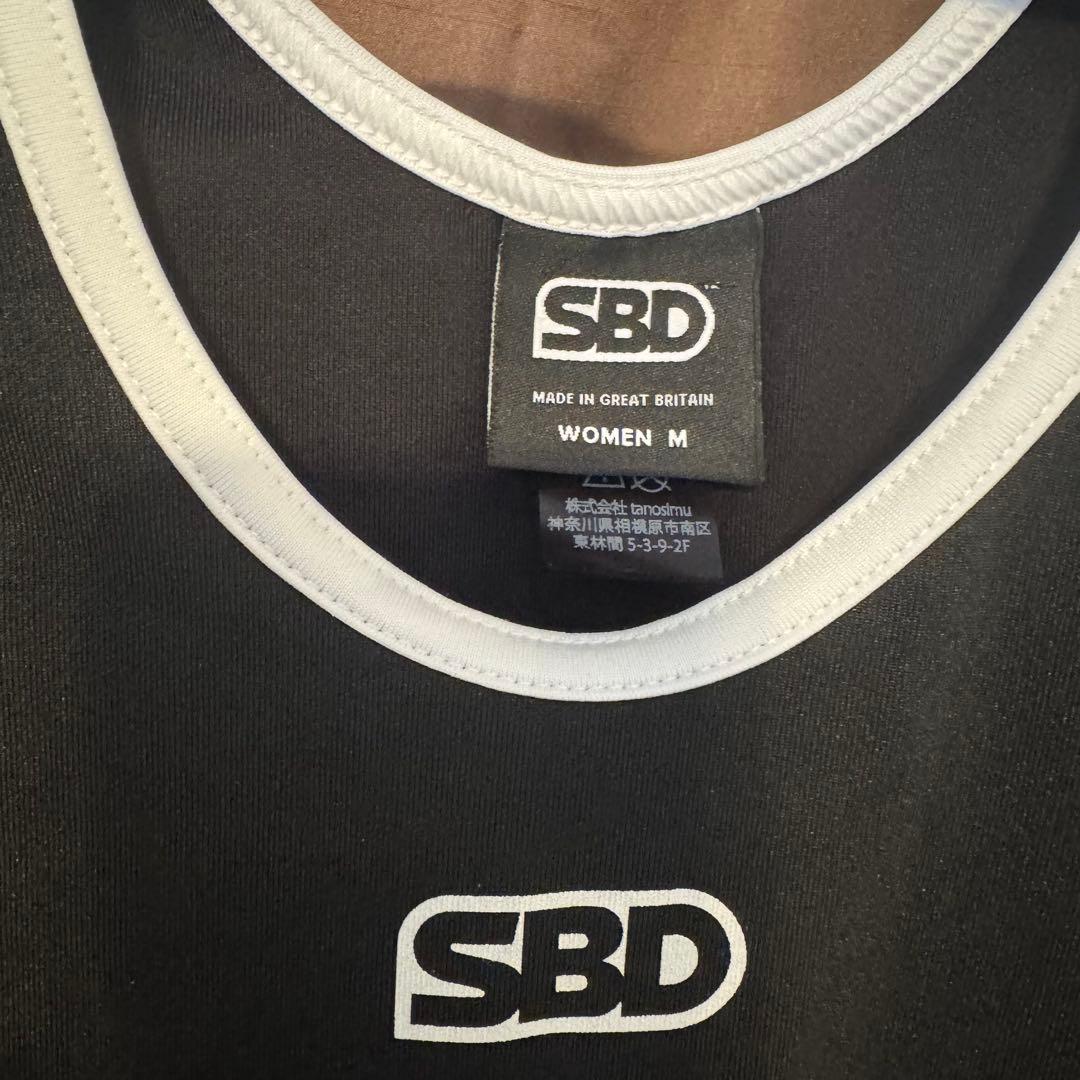 SBD™
MADE IN GREAT BRITAIN
WOMEN M
株式会社 tanosimu
神奈川県相模原市南区
東林間 5-3-9-2F
SBD